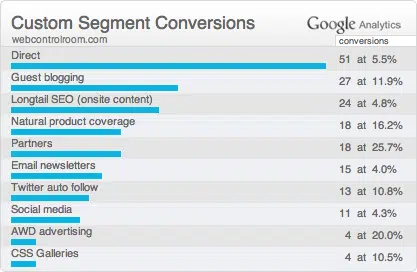 Custom Segment Conversions
Google Analytics
webcontrolroom.com
conversions
Direct 51 at 5.5%
Guest blogging 27 at 11.9%
Longtail SEO (onsite content) 24 at 4.8%
Natural product coverage 18 at 16.2%
Partners 18 at 25.7%
Email newsletters 15 at 4.0%
Twitter auto follow 13 at 10.8%
Social media 11 at 4.3%
AWD advertising 4 at 20.0%
CSS Galleries 4 at 10.5%